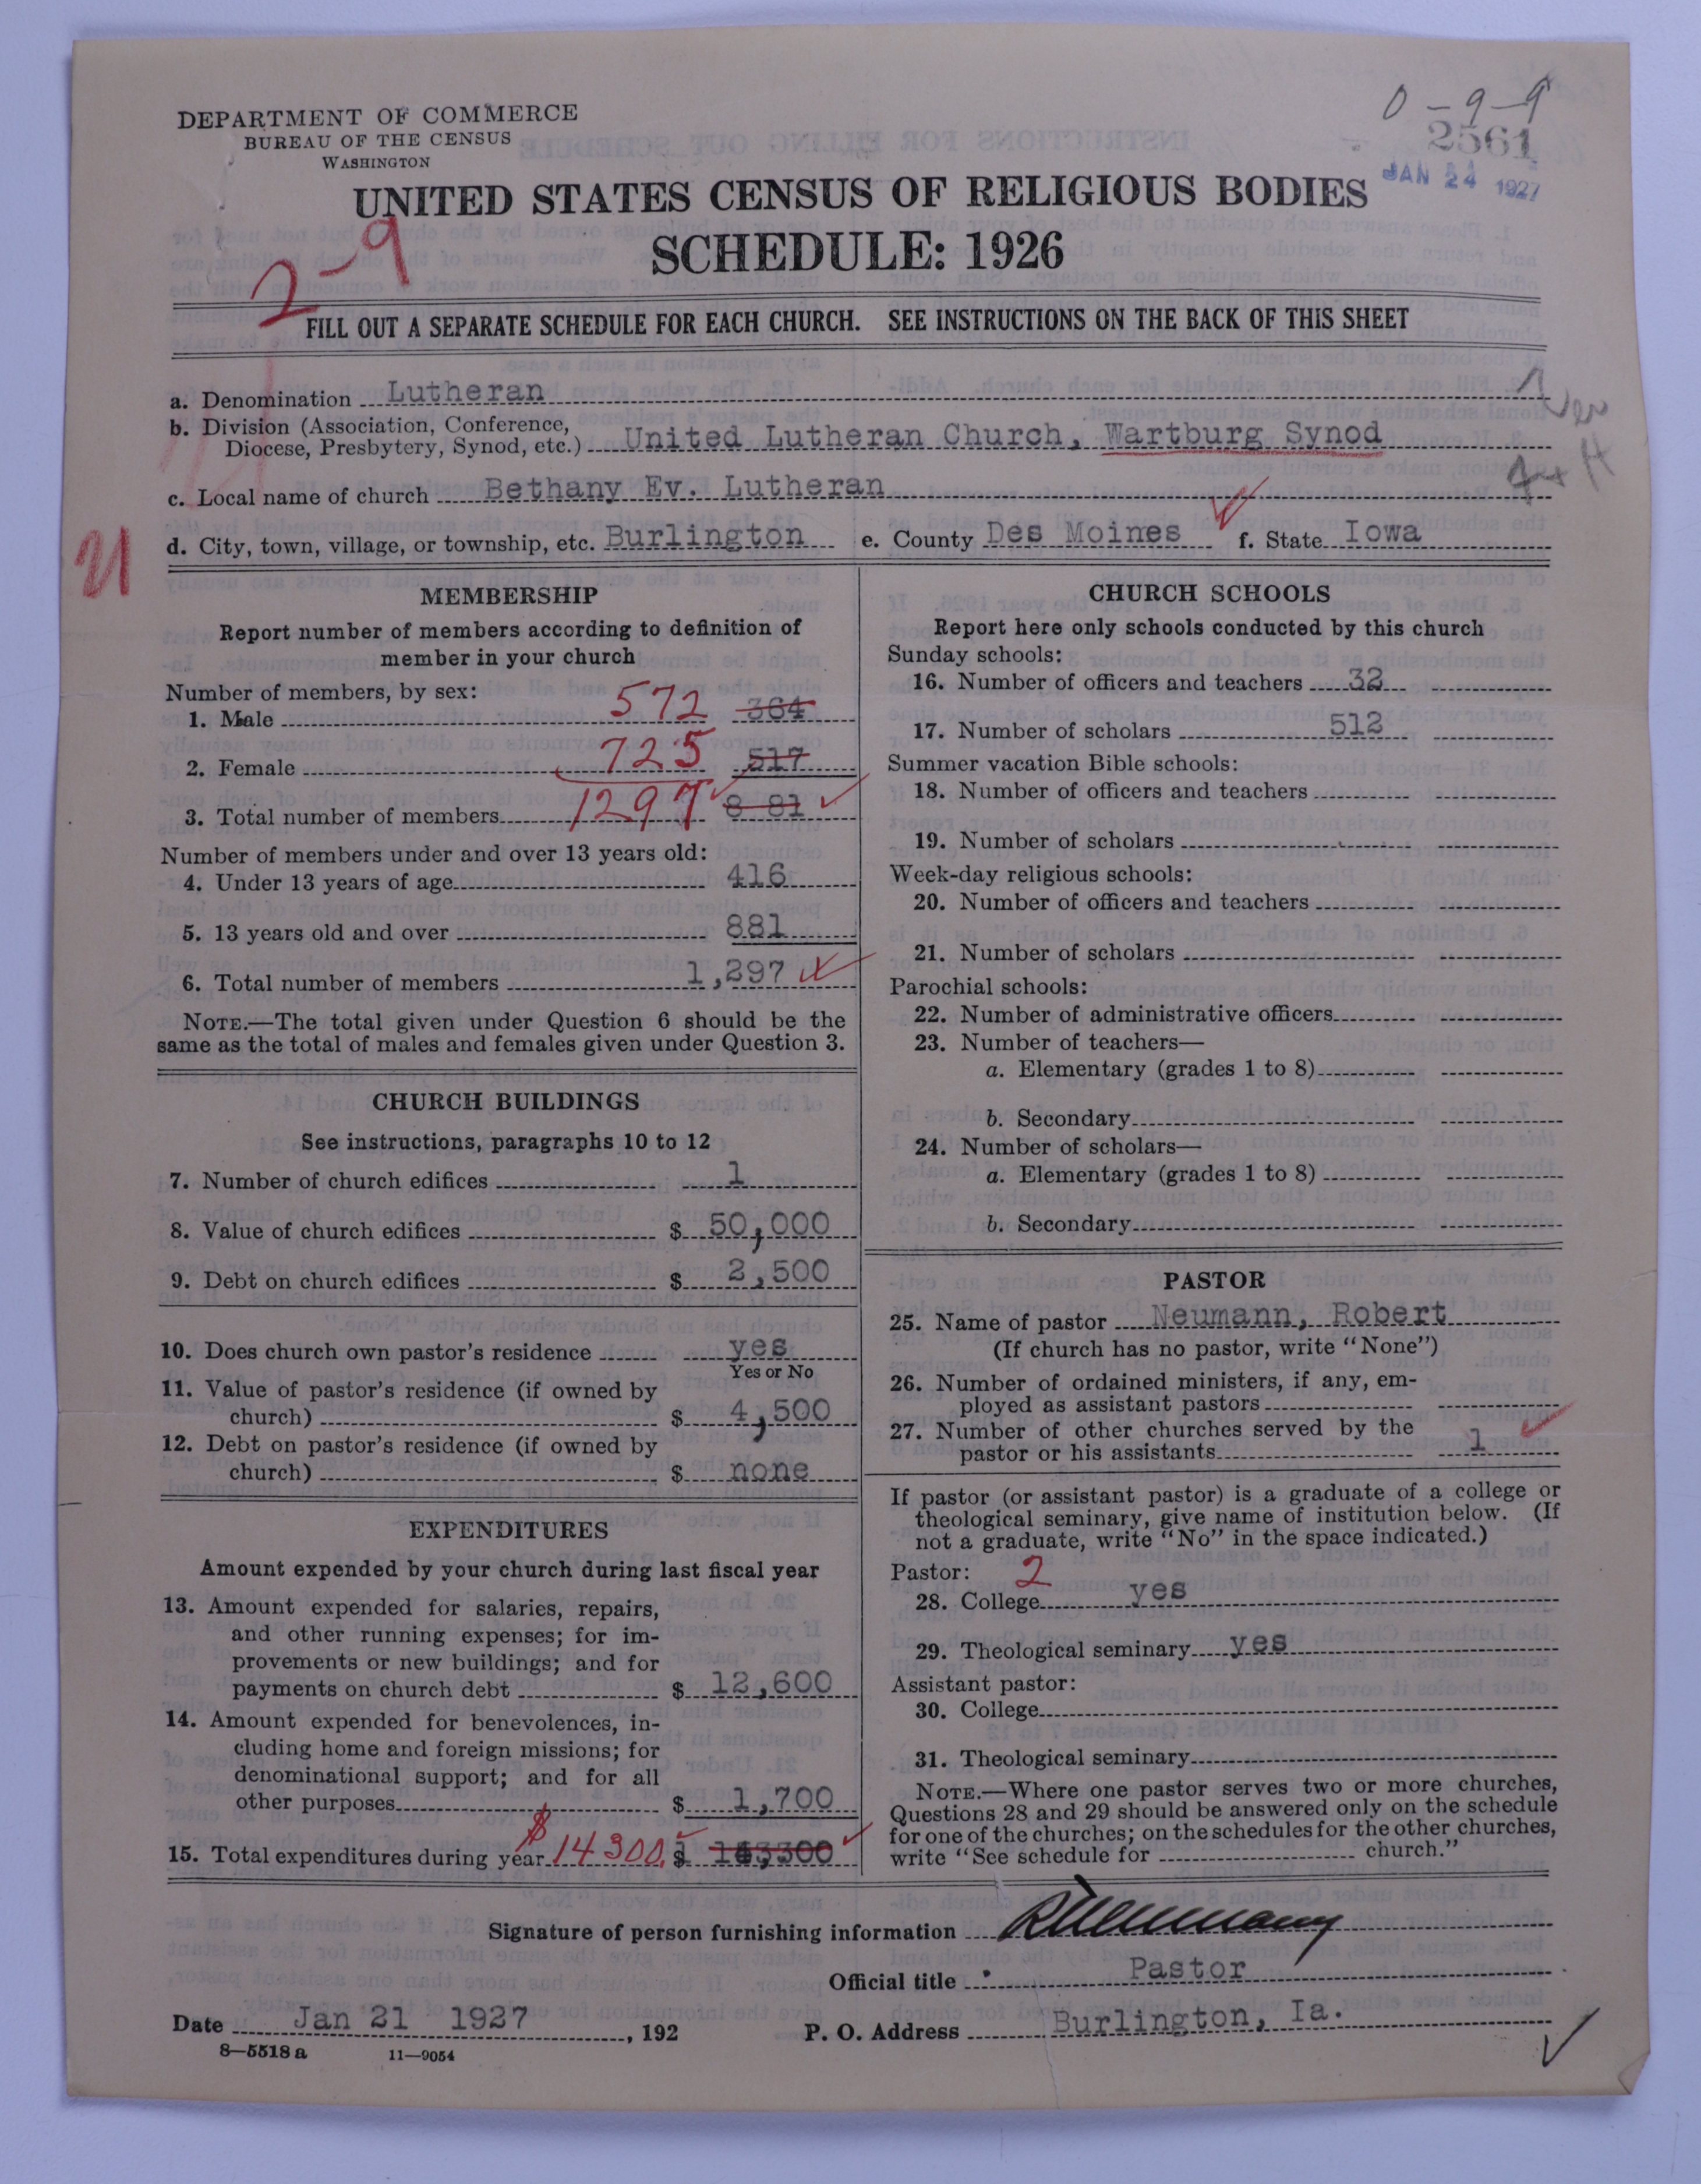 0-9-9
2561
JAN 24 1927
DEPARTMENT OF COMMERCE
BUREAU OF THE CENSUS
WASHINGTON
UNITED STATES CENSUS OF RELIGIOUS BODIES
SCHEDULE: 1926
2-9
FILL OUT A SEPARATE SCHEDULE FOR EACH CHURCH. SEE INSTRUCTIONS ON THE BACK OF THIS SHEET
a. Denomination Lutheran
b. Division (Association, Conference,
Diocese, Presbytery, Synod, etc.) United Lutheran Church, Wartburg Synod
c. Local name of church Bethany Ev. Lutheran
d. City, town, village, or township, etc. Burlington e. County Des Moines f. State Iowa
21
MEMBERSHIP
Report number of members according to definition of
member in your church
Number of members, by sex:
1. Male 572 364
2. Female 725 517
3. Total number of members 1297 8 81
Number of members under and over 13 years old:
4. Under 13 years of age 416
5. 13 years old and over 881
6. Total number of members 1,297
NOTE.—The total given under Question 6 should be the
same as the total of males and females given under Question 3.
CHURCH BUILDINGS
See instructions, paragraphs 10 to 12
7. Number of church edifices 1
8. Value of church edifices $ 50,000
9. Debt on church edifices $ 2,500
10. Does church own pastor's residence yes
Yes or No
11. Value of pastor's residence (if owned by
church) $ 4,500
12. Debt on pastor's residence (if owned by
church) $ none
EXPENDITURES
Amount expended by your church during last fiscal year
13. Amount expended for salaries, repairs,
and other running expenses; for im-
provements or new buildings; and for
payments on church debt $ 12,600
14. Amount expended for benevolences, in-
cluding home and foreign missions; for
denominational support; and for all
other purposes $ 1,700
15. Total expenditures during year $14300 $
CHURCH SCHOOLS
Report here only schools conducted by this church
Sunday schools:
16. Number of officers and teachers 32
17. Number of scholars 512
Summer vacation Bible schools:
18. Number of officers and teachers
19. Number of scholars
Week-day religious schools:
20. Number of officers and teachers
21. Number of scholars
Parochial schools:
22. Number of administrative officers
23. Number of teachers—
a. Elementary (grades 1 to 8)
b. Secondary
24. Number of scholars—
a. Elementary (grades 1 to 8)
b. Secondary
PASTOR
25. Name of pastor Neumann, Robert
(If church has no pastor, write "None")
26. Number of ordained ministers, if any, em-
ployed as assistant pastors
27. Number of other churches served by the
pastor or his assistants 1
If pastor (or assistant pastor) is a graduate of a college or
theological seminary, give name of institution below. (If
not a graduate, write "No" in the space indicated.)
Pastor: 2
28. College yes
29. Theological seminary yes
Assistant pastor:
30. College
31. Theological seminary
NOTE.—Where one pastor serves two or more churches,
Questions 28 and 29 should be answered only on the schedule
for one of the churches; on the schedules for the other churches,
write "See schedule for church."
Signature of person furnishing information RNeumann
Official title Pastor
Date Jan 21 1927, 192 P. O. Address Burlington, Ia.
8—5518 a 11—9054